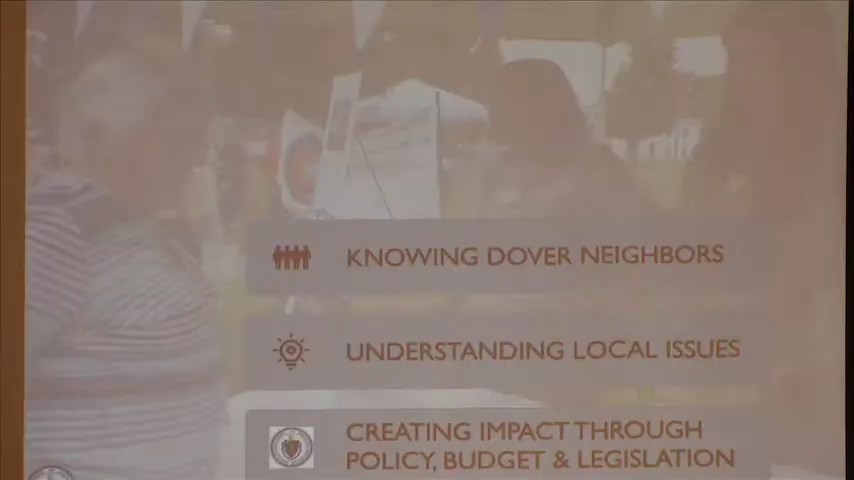 KNOWING DOVER NEIGHBORS
UNDERSTANDING LOCAL ISSUES
CREATING IMPACT THROUGH
POLICY, BUDGET & LEGISLATION